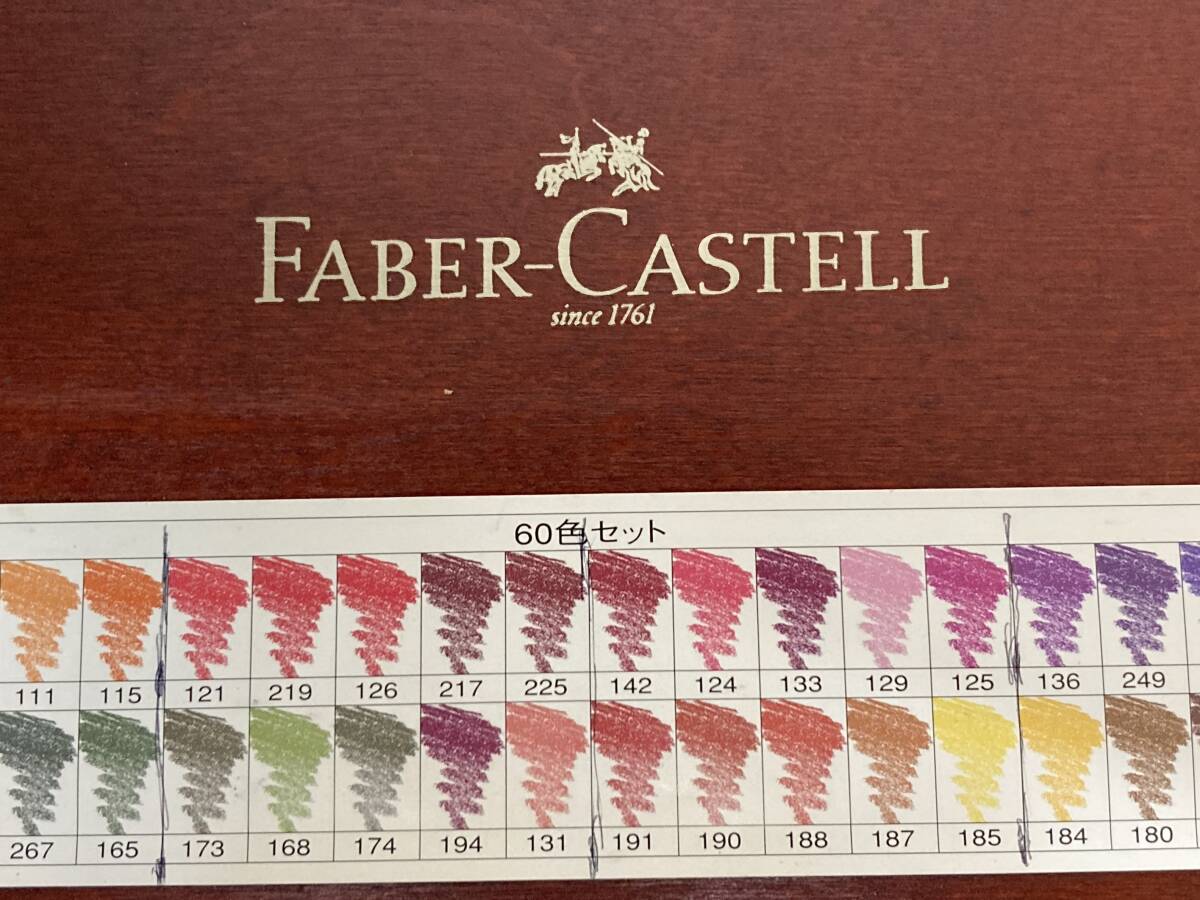 FABER-CASTELL
since 1761
60色セット
111 115 121 219 126 217 225 142 124 133 129 125 136 249
267 165 173 168 174 194 131 191 190 188 187 185 184 180